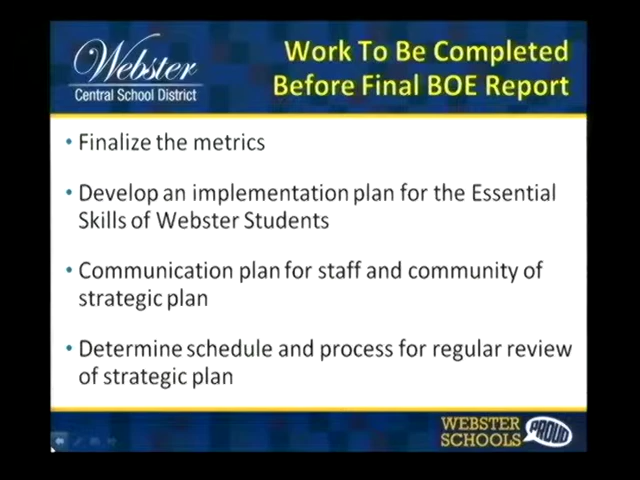 Webster
Central School District
Work To Be Completed
Before Final BOE Report
• Finalize the metrics
• Develop an implementation plan for the Essential
Skills of Webster Students
• Communication plan for staff and community of
strategic plan
• Determine schedule and process for regular review
of strategic plan
WEBSTER
SCHOOLS
PROUD